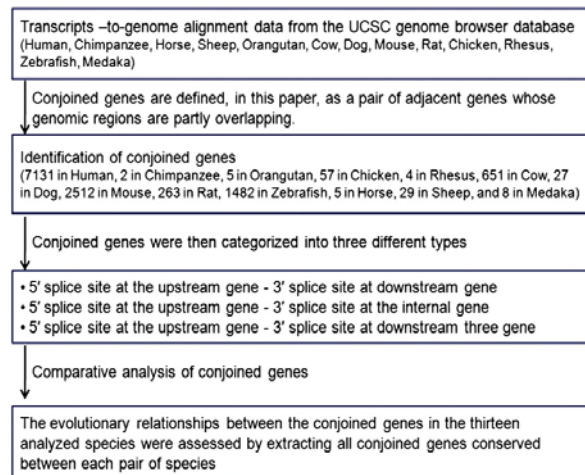 Transcripts –to-genome alignment data from the UCSC genome browser database
(Human, Chimpanzee, Horse, Sheep, Orangutan, Cow, Dog, Mouse, Rat, Chicken, Rhesus,
Zebrafish, Medaka)
Conjoined genes are defined, in this paper, as a pair of adjacent genes whose
genomic regions are partly overlapping.
Identification of conjoined genes
(7131 in Human, 2 in Chimpanzee, 5 in Orangutan, 57 in Chicken, 4 in Rhesus, 651 in Cow, 27
in Dog, 2512 in Mouse, 263 in Rat, 1482 in Zebrafish, 5 in Horse, 29 in Sheep, and 8 in Medaka)
Conjoined genes were then categorized into three different types
• 5′ splice site at the upstream gene - 3′ splice site at downstream gene
• 5′ splice site at the upstream gene - 3′ splice site at the internal gene
• 5′ splice site at the upstream gene - 3′ splice site at downstream three gene
Comparative analysis of conjoined genes
The evolutionary relationships between the conjoined genes in the thirteen
analyzed species were assessed by extracting all conjoined genes conserved
between each pair of species